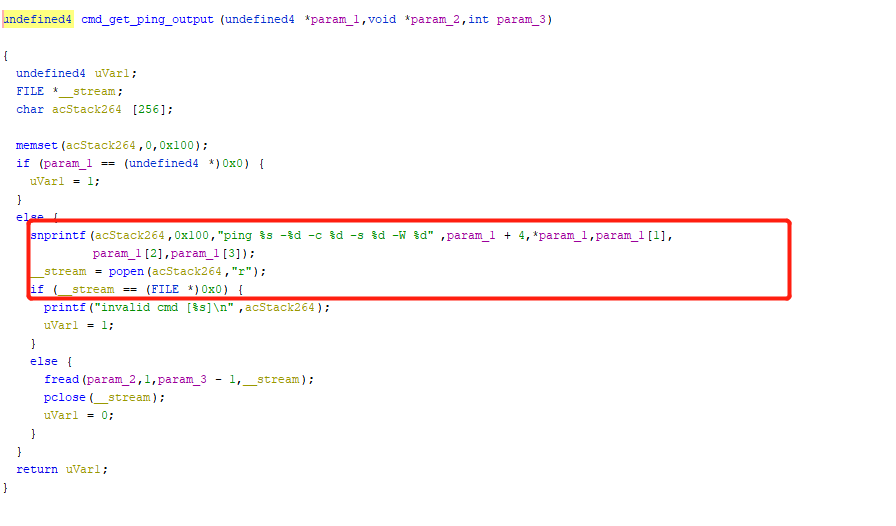 undefined4 cmd_get_ping_output (undefined4 *param_1,void *param_2,int param_3)
{
undefined4 uVar1;
FILE *__stream;
char acStack264 [256];
memset(acStack264,0,0x100);
if (param_1 == (undefined4 *)0x0) {
uVar1 = 1;
}
else {
snprintf(acStack264,0x100,"ping %s -%d -c %d -s %d -W %d" ,param_1 + 4,*param_1,param_1[1],
param_1[2],param_1[3]);
__stream = popen(acStack264,"r");
if (__stream == (FILE *)0x0) {
printf("invalid cmd [%s]\n" ,acStack264);
uVar1 = 1;
}
else {
fread(param_2,1,param_3 - 1,__stream);
pclose(__stream);
uVar1 = 0;
}
}
return uVar1;
}